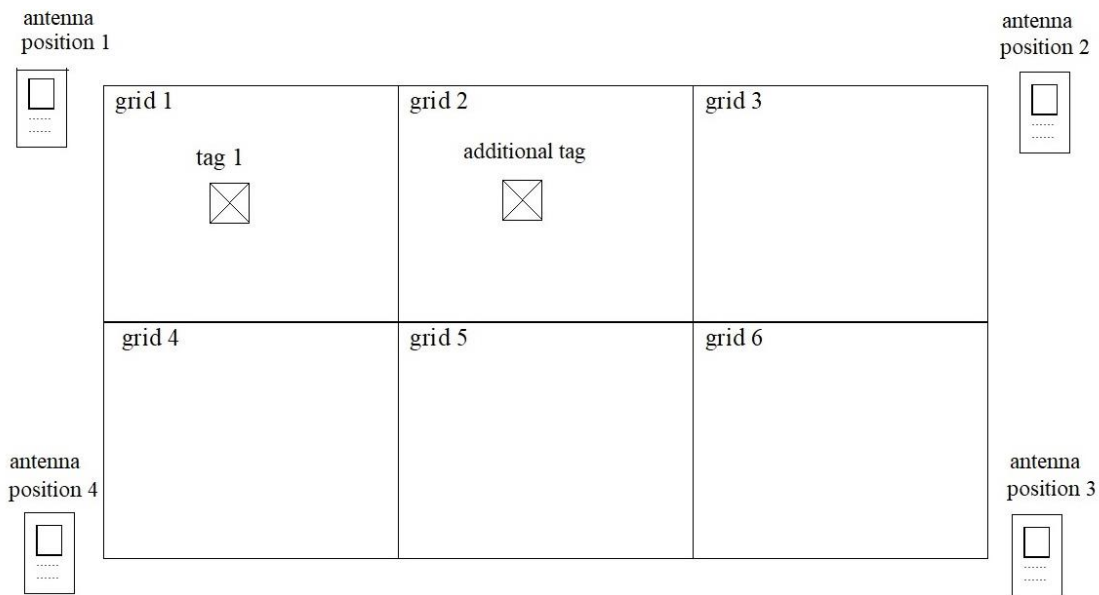 antenna
position 1
antenna
position 2
grid 1
grid 2
grid 3
tag 1
additional tag
grid 4
grid 5
grid 6
antenna
position 4
antenna
position 3